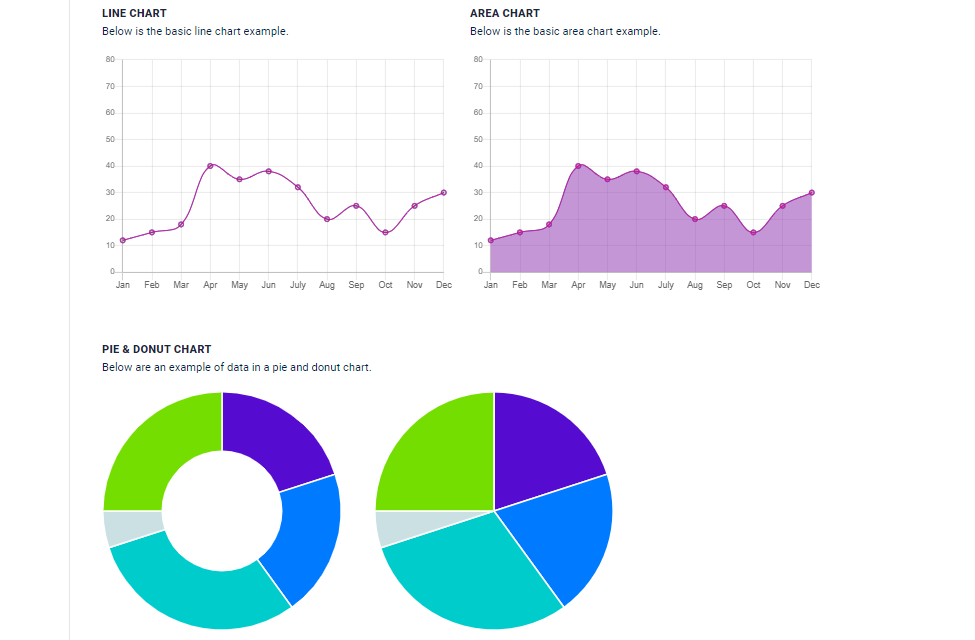 LINE CHART
Below is the basic line chart example.
80
70
60
50
40
30
20
10
0
Jan Feb Mar Apr May Jun July Aug Sep Oct Nov Dec
AREA CHART
Below is the basic area chart example.
80
70
60
50
40
30
20
10
0
Jan Feb Mar Apr May Jun July Aug Sep Oct Nov Dec
PIE & DONUT CHART
Below are an example of data in a pie and donut chart.